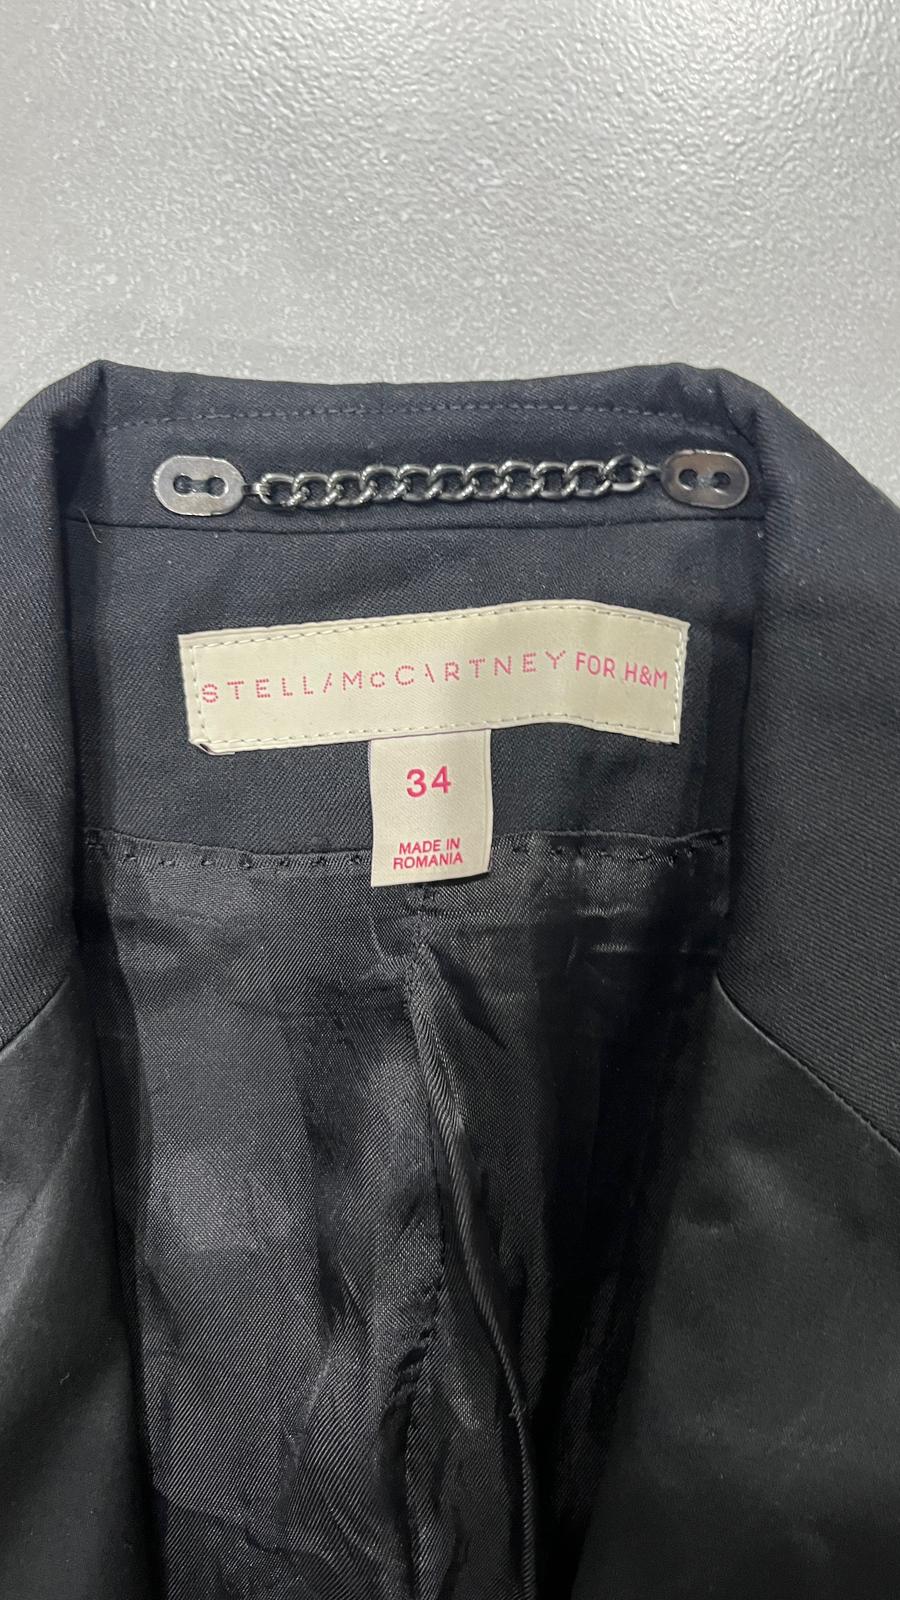 STELLA McCARTNEY FOR H&M
34
MADE IN
ROMANIA